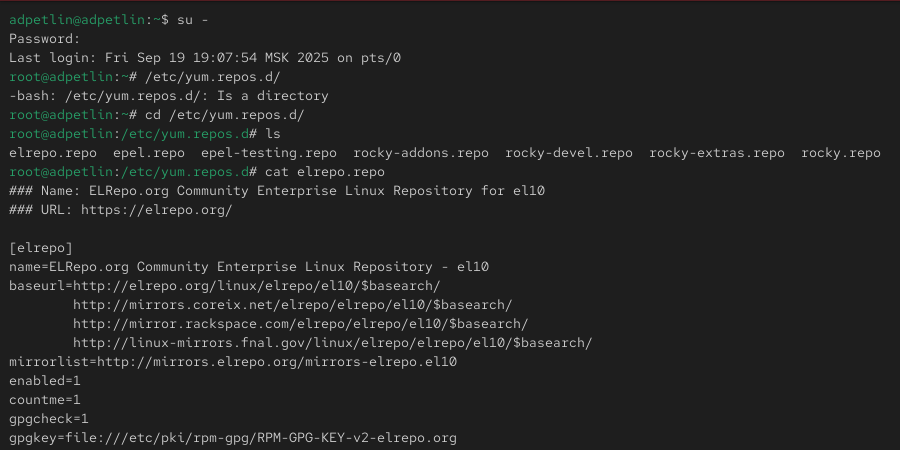 adpetlin@adpetlin:~$ su -
Password:
Last login: Fri Sep 19 19:07:54 MSK 2025 on pts/0
root@adpetlin:~# /etc/yum.repos.d/
-bash: /etc/yum.repos.d/: Is a directory
root@adpetlin:~# cd /etc/yum.repos.d/
root@adpetlin:/etc/yum.repos.d# ls
elrepo.repo  epel.repo  epel-testing.repo  rocky-addons.repo  rocky-devel.repo  rocky-extras.repo  rocky.repo
root@adpetlin:/etc/yum.repos.d# cat elrepo.repo
### Name: ELRepo.org Community Enterprise Linux Repository for el10
### URL: https://elrepo.org/

[elrepo]
name=ELRepo.org Community Enterprise Linux Repository - el10
baseurl=http://elrepo.org/linux/elrepo/el10/$basearch/
        http://mirrors.coreix.net/elrepo/elrepo/el10/$basearch/
        http://mirror.rackspace.com/elrepo/elrepo/el10/$basearch/
        http://linux-mirrors.fnal.gov/linux/elrepo/elrepo/el10/$basearch/
mirrorlist=http://mirrors.elrepo.org/mirrors-elrepo.el10
enabled=1
countme=1
gpgcheck=1
gpgkey=file:///etc/pki/rpm-gpg/RPM-GPG-KEY-v2-elrepo.org